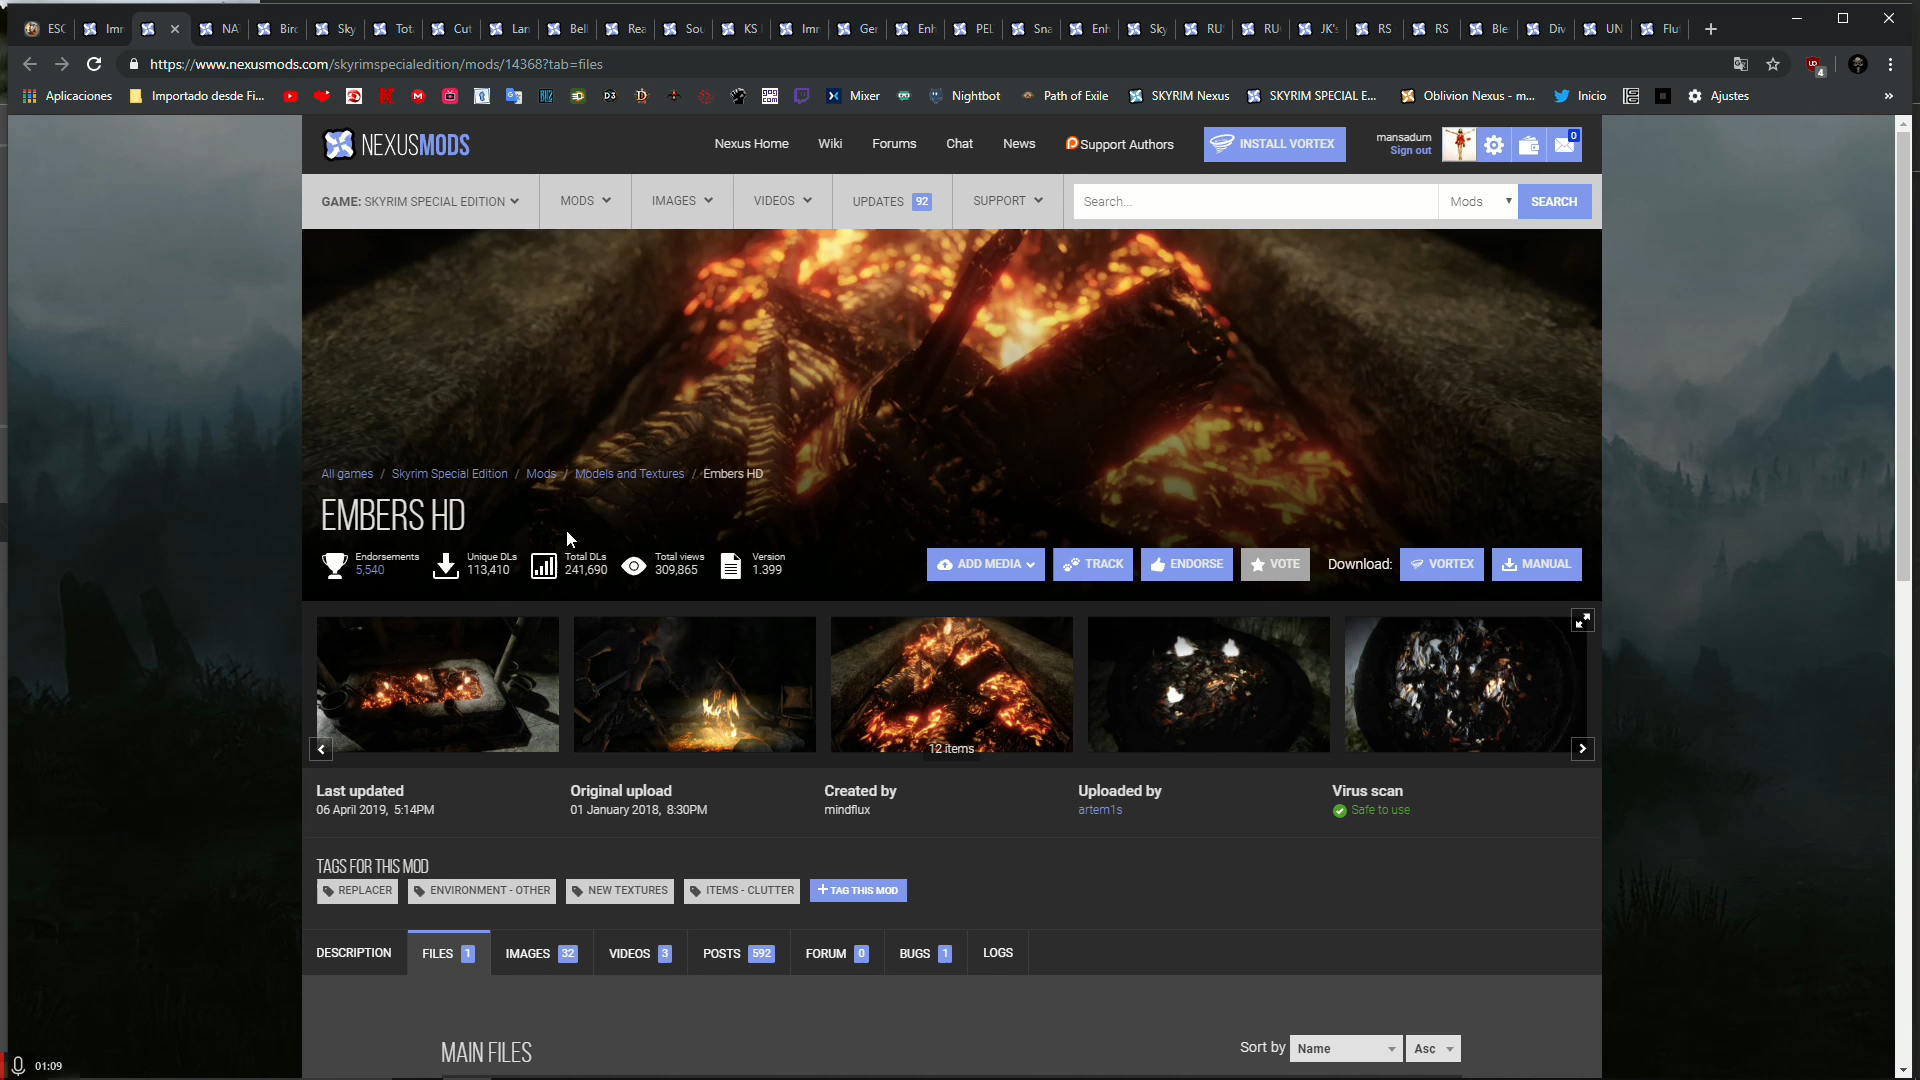 ESC Imm NAT Bird Sky Tota Cut Lan Bell Rea Sou KS Imm Gen Enh PEL Sna Enh Sky RUS RU JK's RS RS Ble Div UN Flu
https://www.nexusmods.com/skyrimspecialedition/mods/14368?tab=files
4
Aplicaciones Importado desde Fi... Mixer Nightbot Path of Exile SKYRIM Nexus SKYRIM SPECIAL E... Oblivion Nexus - m... Inicio Ajustes »
NEXUSMODS
Nexus Home Wiki Forums Chat News Support Authors INSTALL VORTEX mansadum 0
Sign out
GAME: SKYRIM SPECIAL EDITION MODS IMAGES VIDEOS UPDATES 92 SUPPORT Search... Mods SEARCH
All games / Skyrim Special Edition / Mods / Models and Textures / Embers HD
EMBERS HD
Endorsements Unique DLs Total DLs Total views Version
5,540 113,410 241,690 309,865 1.399
ADD MEDIA TRACK ENDORSE VOTE Download: VORTEX MANUAL
12 items
Last updated Original upload Created by Uploaded by Virus scan
06 April 2019, 5:14PM 01 January 2018, 8:30PM mindflux artem1s Safe to use
TAGS FOR THIS MOD
REPLACER ENVIRONMENT - OTHER NEW TEXTURES ITEMS - CLUTTER + TAG THIS MOD
DESCRIPTION FILES 1 IMAGES 32 VIDEOS 3 POSTS 592 FORUM 0 BUGS 1 LOGS
MAIN FILES Sort by Name Asc
01:09